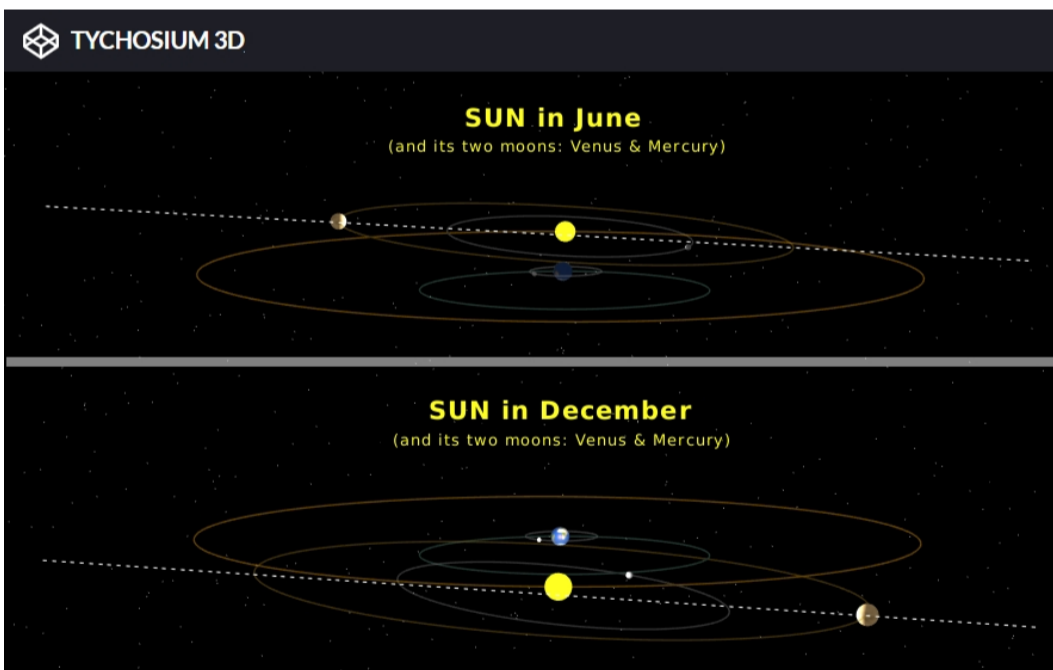 TYCHOSIUM 3D
SUN in June
(and its two moons: Venus & Mercury)
SUN in December
(and its two moons: Venus & Mercury)